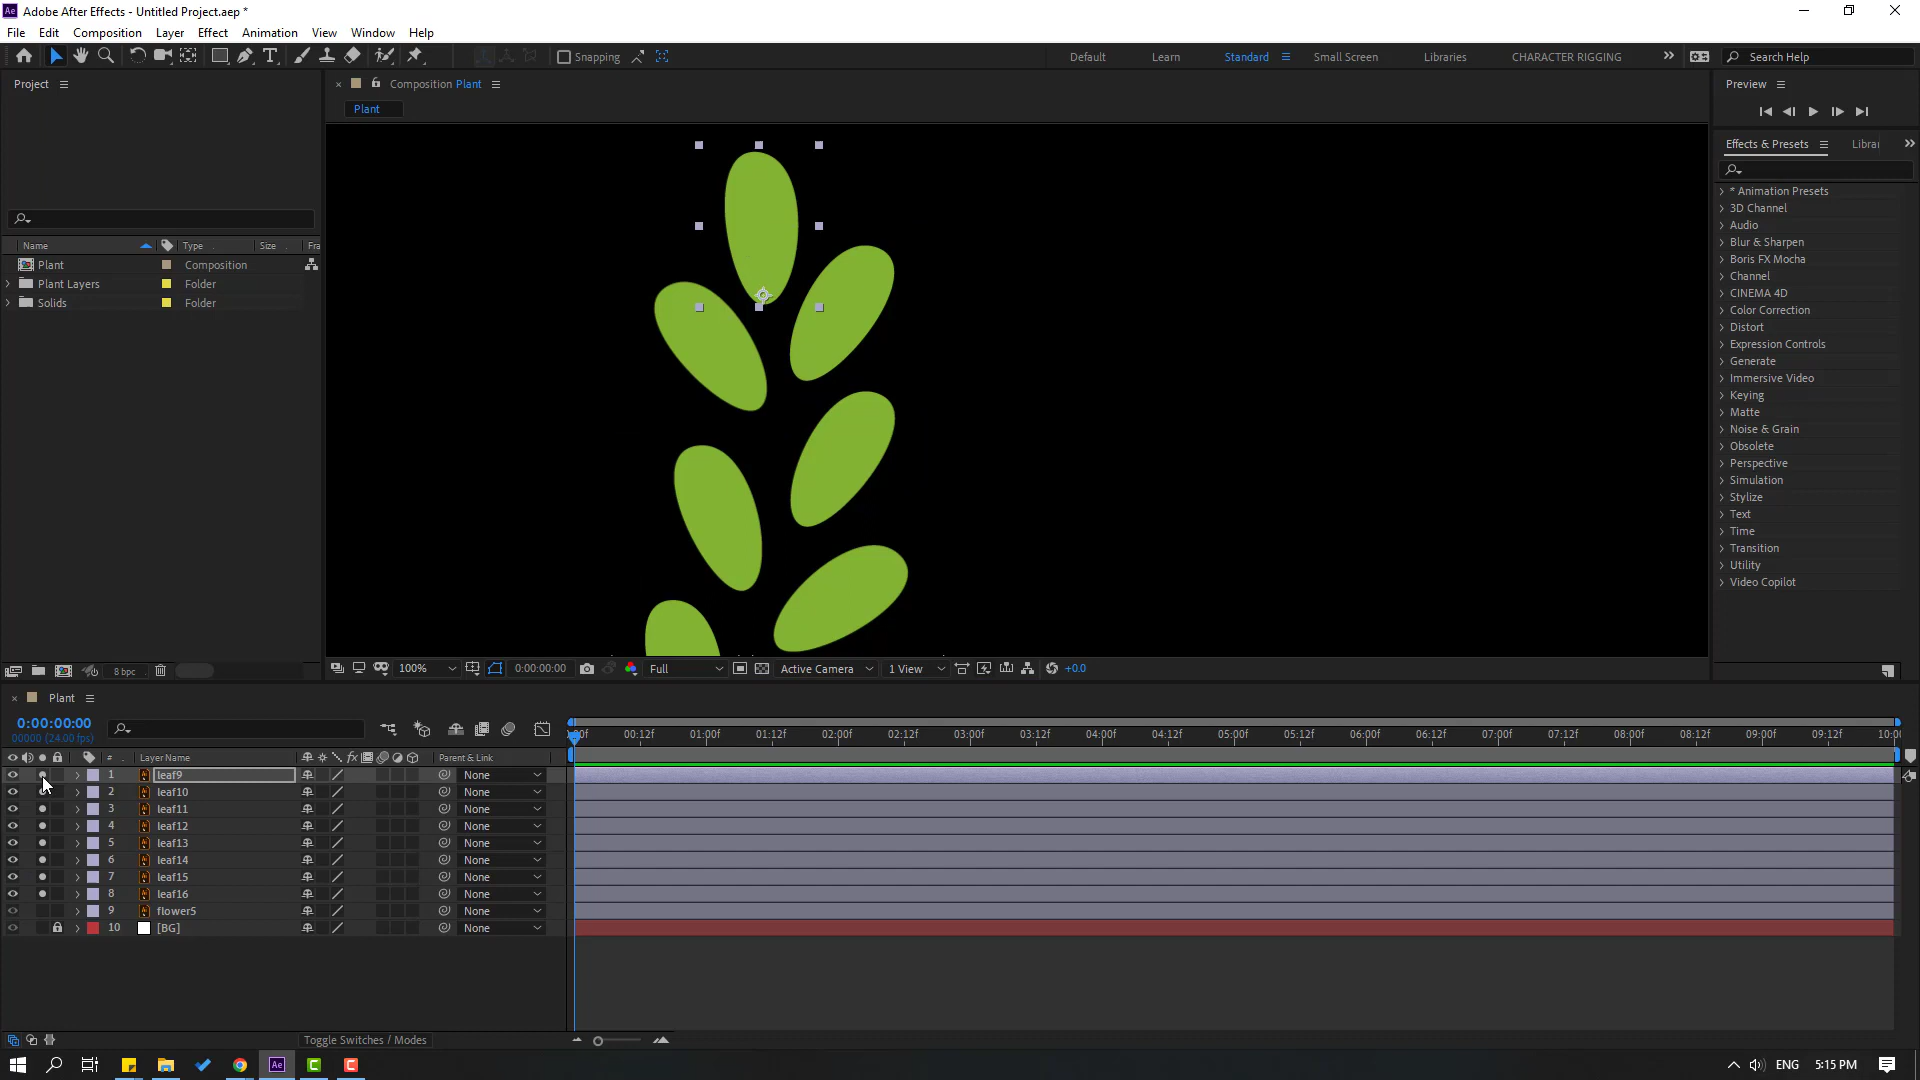 Adobe After Effects - Untitled Project.aep *
File Edit Composition Layer Effect Animation View Window Help
Snapping Default Learn Standard Small Screen Libraries CHARACTER RIGGING Search Help
Project
Composition Plant
Plant
Preview
Effects & Presets Librar
* Animation Presets
3D Channel
Audio
Blur & Sharpen
Boris FX Mocha
Channel
CINEMA 4D
Color Correction
Distort
Expression Controls
Generate
Immersive Video
Keying
Matte
Noise & Grain
Obsolete
Perspective
Simulation
Stylize
Text
Time
Transition
Utility
Video Copilot
Name Type Size Fra
Plant Composition
Plant Layers Folder
Solids Folder
8 bpc
100% 0:00:00:00 Full Active Camera 1 View +0.0
Plant
0:00:00:00
00000 (24.00 fps)
00:12f 01:00f 01:12f 02:00f 02:12f 03:00f 03:12f 04:00f 04:12f 05:00f 05:12f 06:00f 06:12f 07:00f 07:12f 08:00f 08:12f 09:00f 09:12f
# Layer Name fx Parent & Link
1 leaf9 None
2 leaf10 None
3 leaf11 None
4 leaf12 None
5 leaf13 None
6 leaf14 None
7 leaf15 None
8 leaf16 None
9 flower5 None
10 [BG] None
Toggle Switches / Modes
Ae
ENG 5:15 PM